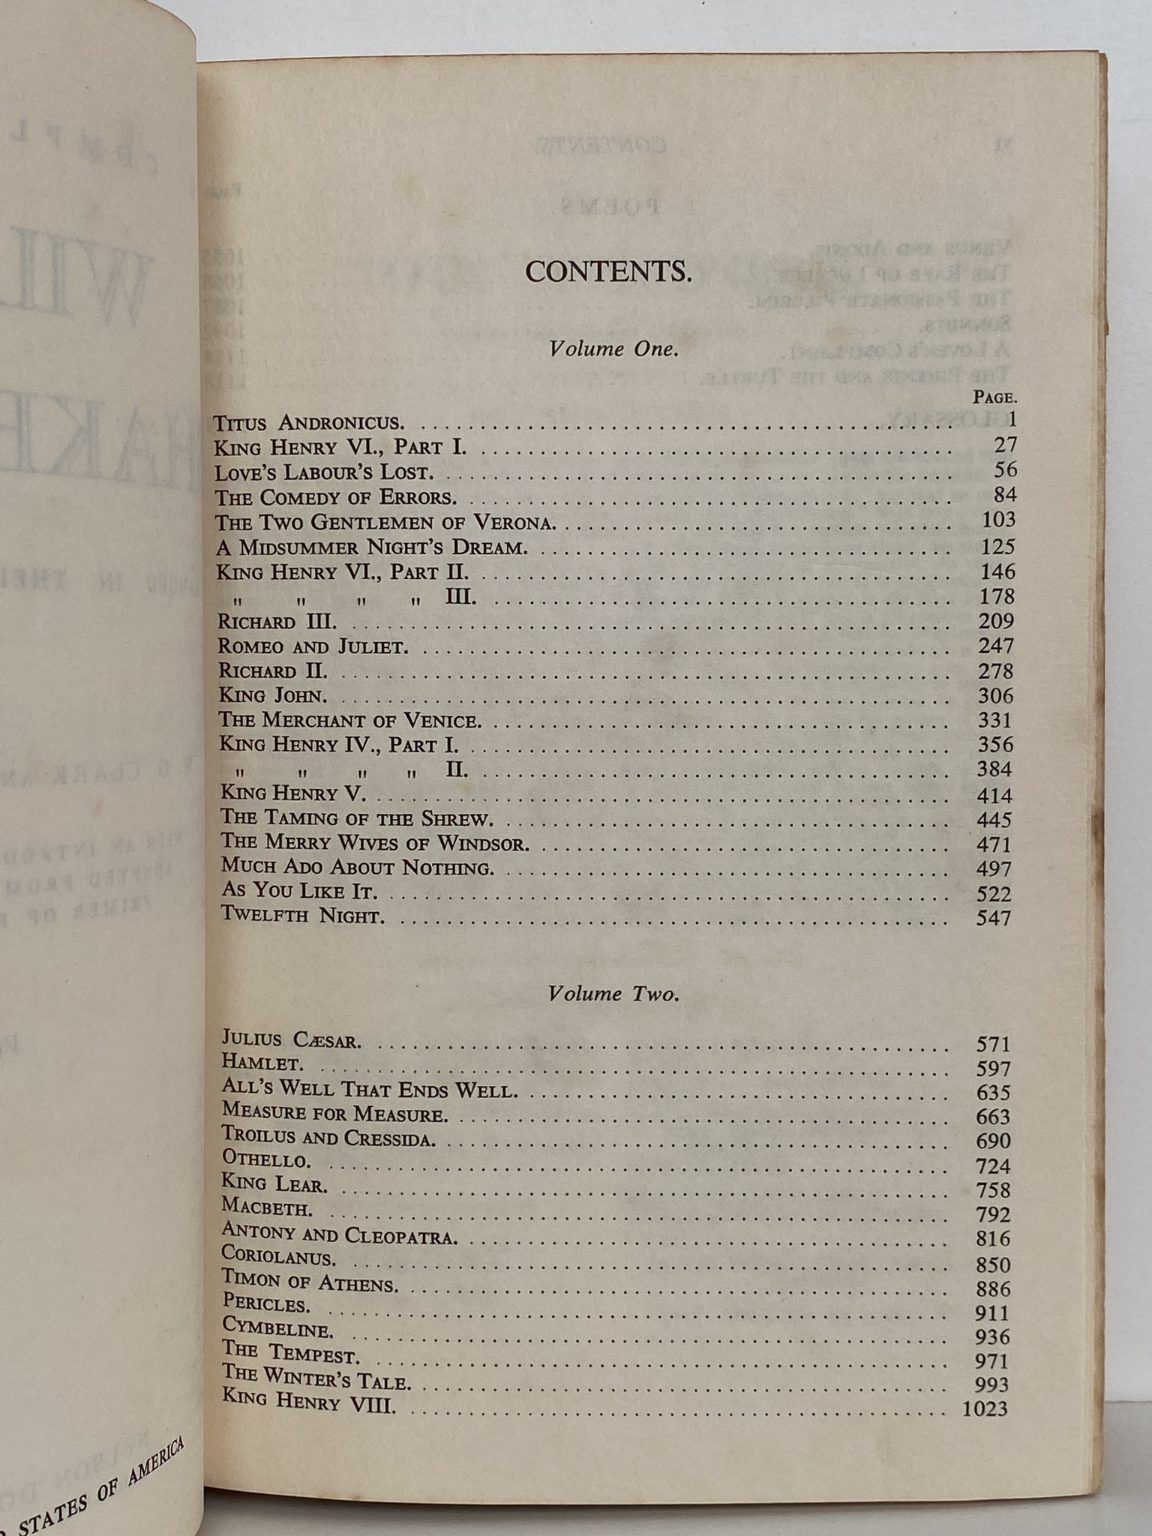 CONTENTS.
Volume One.
PAGE.
TITUS ANDRONICUS. 1
KING HENRY VI., PART I. 27
LOVE'S LABOUR'S LOST. 56
THE COMEDY OF ERRORS. 84
THE TWO GENTLEMEN OF VERONA. 103
A MIDSUMMER NIGHT'S DREAM. 125
KING HENRY VI., PART II. 146
" " " " III. 178
RICHARD III. 209
ROMEO AND JULIET. 247
RICHARD II. 278
KING JOHN. 306
THE MERCHANT OF VENICE. 331
KING HENRY IV., PART I. 356
" " " " II. 384
KING HENRY V. 414
THE TAMING OF THE SHREW. 445
THE MERRY WIVES OF WINDSOR. 471
MUCH ADO ABOUT NOTHING. 497
AS YOU LIKE IT. 522
TWELFTH NIGHT. 547
Volume Two.
JULIUS CÆSAR. 571
HAMLET. 597
ALL'S WELL THAT ENDS WELL. 635
MEASURE FOR MEASURE. 663
TROILUS AND CRESSIDA. 690
OTHELLO. 724
KING LEAR. 758
MACBETH. 792
ANTONY AND CLEOPATRA. 816
CORIOLANUS. 850
TIMON OF ATHENS. 886
PERICLES. 911
CYMBELINE. 936
THE TEMPEST. 971
THE WINTER'S TALE. 993
KING HENRY VIII. 1023
STATES OF AMERICA